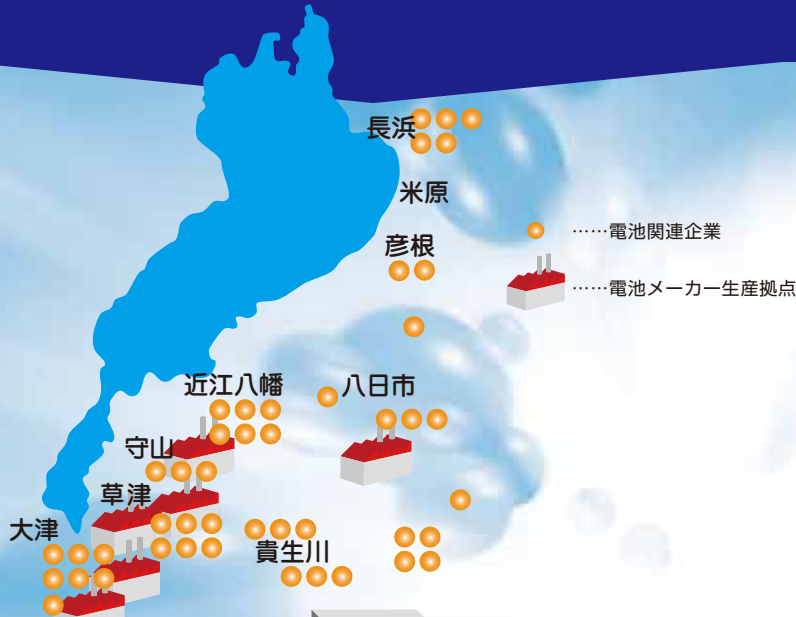 長浜
米原
彦根
……電池関連企業
……電池メーカー生産拠点
近江八幡
八日市
守山
草津
大津
貴生川